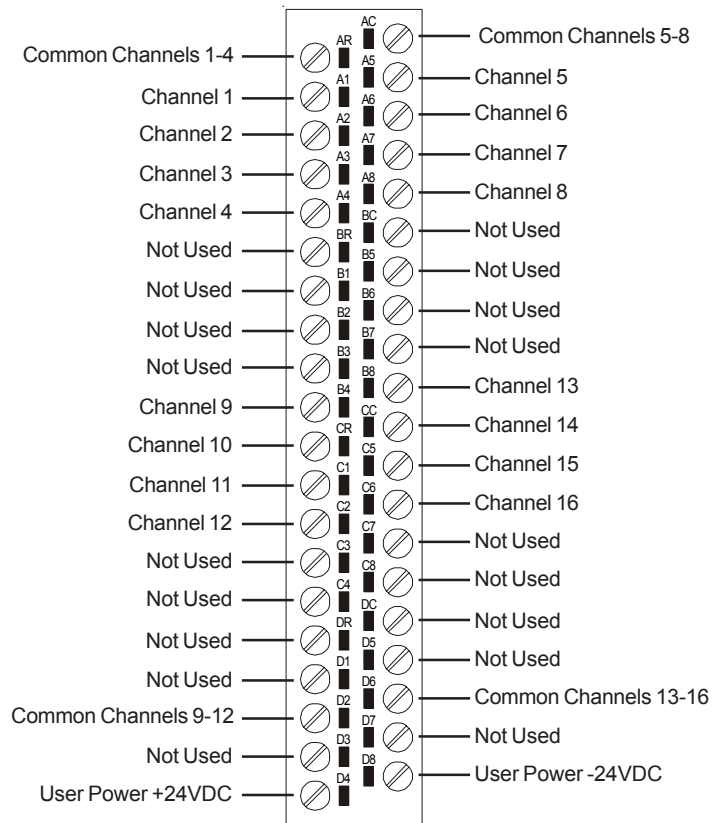 AC Common Channels 5-8
Common Channels 1-4 AR
A5 Channel 5
Channel 1 A1
A6 Channel 6
Channel 2 A2
A7 Channel 7
Channel 3 A3
A8 Channel 8
Channel 4 A4
BC Not Used
Not Used BR
B5 Not Used
Not Used B1
B6 Not Used
Not Used B2
B7 Not Used
Not Used B3
B8 Channel 13
Channel 9 B4
CC Channel 14
Channel 10 CR
C5 Channel 15
Channel 11 C1
C6 Channel 16
Channel 12 C2
C7 Not Used
Not Used C3
C8 Not Used
Not Used C4
DC Not Used
Not Used DR
D5 Not Used
Not Used D1
D6 Common Channels 13-16
Common Channels 9-12 D2
D7 Not Used
Not Used D3
D8 User Power -24VDC
User Power +24VDC D4